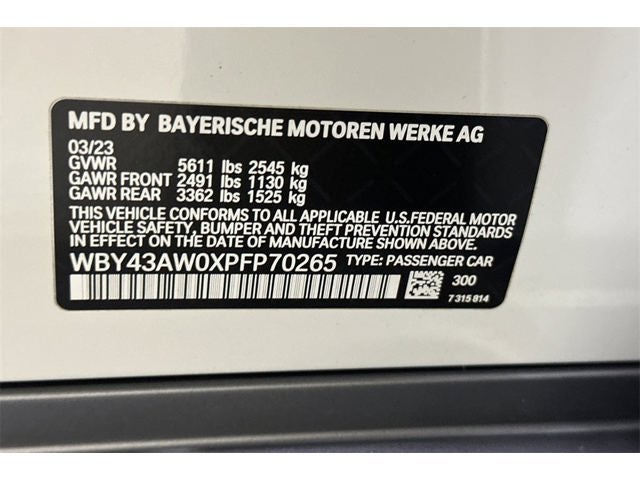 MFD BY BAYERISCHE MOTOREN WERKE AG
03/23
GVWR 5611 lbs 2545 kg
GAWR FRONT 2491 lbs 1130 kg
GAWR REAR 3362 lbs 1525 kg
THIS VEHICLE CONFORMS TO ALL APPLICABLE U.S.FEDERAL MOTOR
VEHICLE SAFETY, BUMPER AND THEFT PREVENTION STANDARDS
IN EFFECT ON THE DATE OF MANUFACTURE SHOWN ABOVE.
WBY43AW0XPFP70265 TYPE: PASSENGER CAR
300
7 315 814